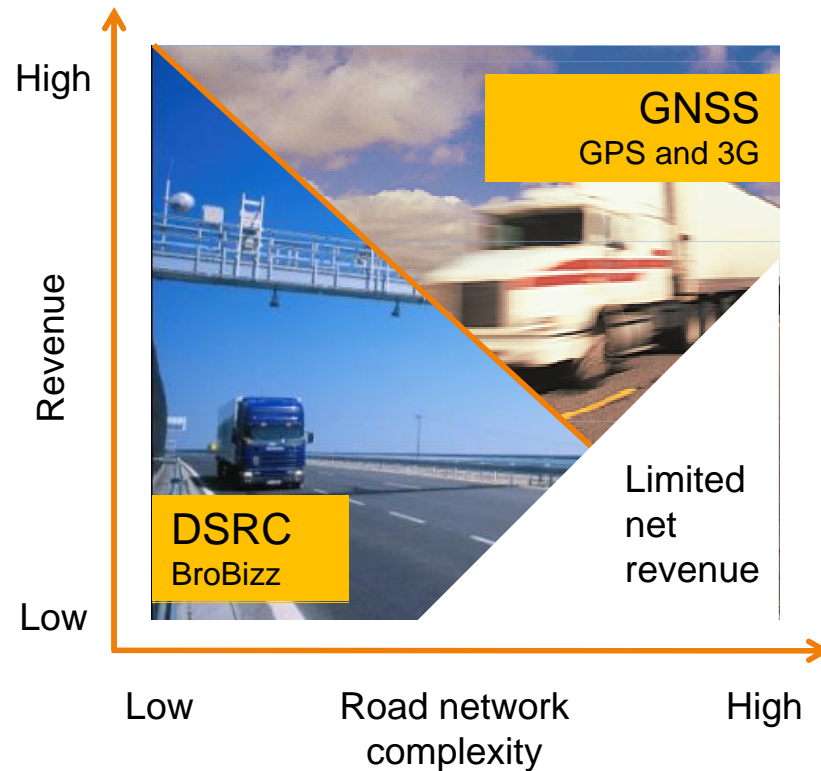 High
GNSS
GPS and 3G
Revenue
Limited
net
revenue
DSRC
BroBizz
Low
Low
Road network
complexity
High